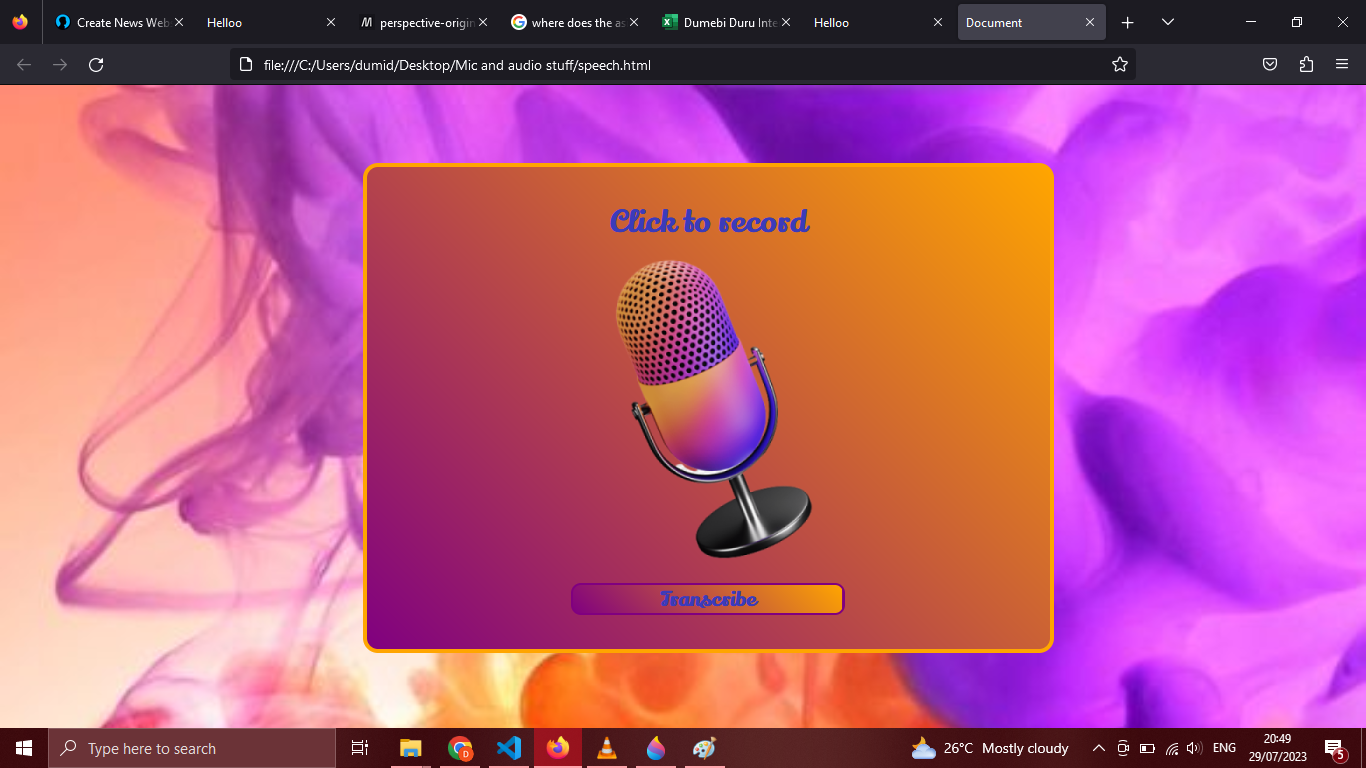 Create News Webs
Helloo
perspective-origin
where does the as
Dumebi Duru Inte
Helloo
Document
file:///C:/Users/dumid/Desktop/Mic and audio stuff/speech.html
Click to record
Transcribe
Type here to search
D
26°C Mostly cloudy
ENG
20:49
29/07/2023
5